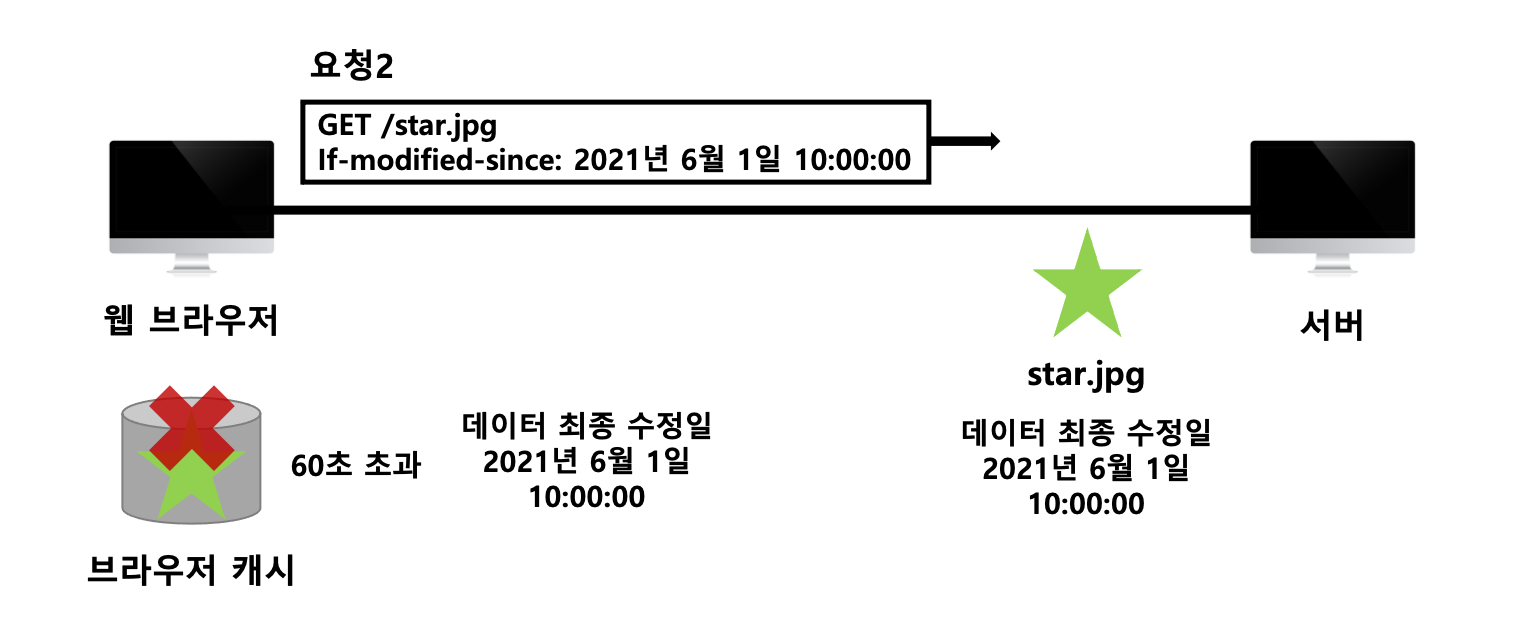 요청2
GET /star.jpg
If-modified-since: 2021년 6월 1일 10:00:00
웹 브라우저
서버
star.jpg
60초 초과
데이터 최종 수정일
2021년 6월 1일
10:00:00
데이터 최종 수정일
2021년 6월 1일
10:00:00
브라우저 캐시